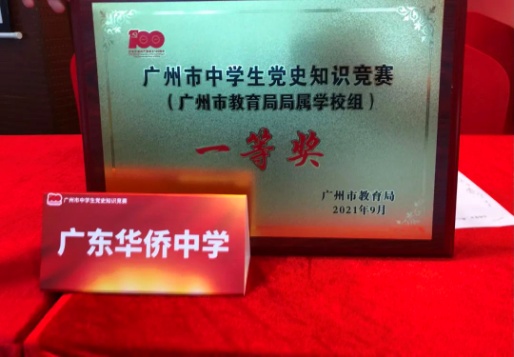 100
广州市中学生党史知识竞赛
（广州市教育局局属学校组）
一等奖
广州市教育局
2021年9月
广州市中学生党史知识竞赛
广东华侨中学